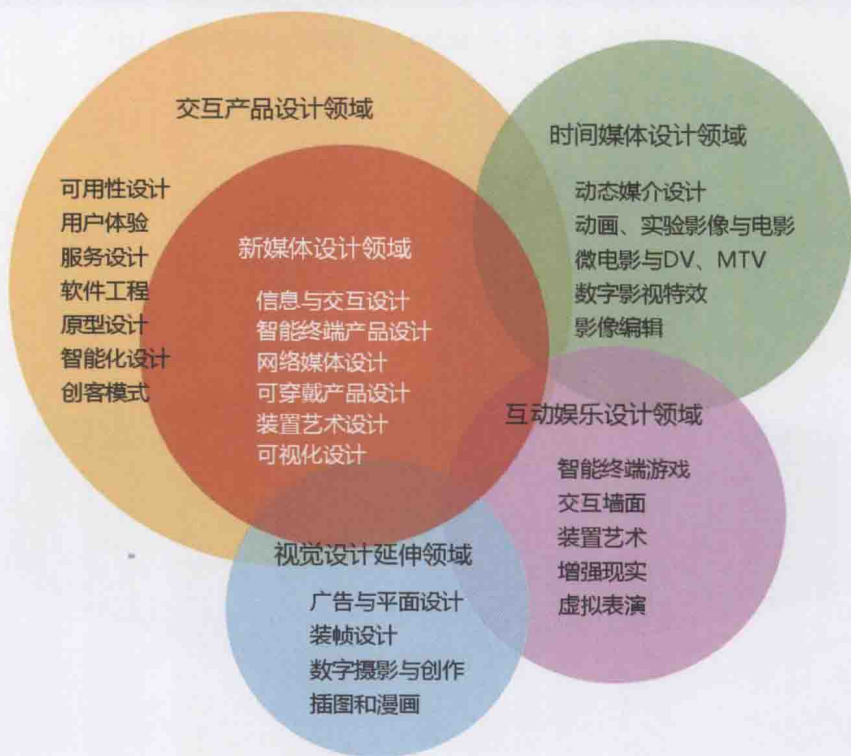 交互产品设计领域
可用性设计
用户体验
服务设计
软件工程
原型设计
智能化设计
创客模式
新媒体设计领域
信息与交互设计
智能终端产品设计
网络媒体设计
可穿戴产品设计
装置艺术设计
可视化设计
时间媒体设计领域
动态媒介设计
动画、实验影像与电影
微电影与DV、MTV
数字影视特效
影像编辑
互动娱乐设计领域
智能终端游戏
交互墙面
装置艺术
增强现实
虚拟表演
视觉设计延伸领域
广告与平面设计
装帧设计
数字摄影与创作
插图和漫画